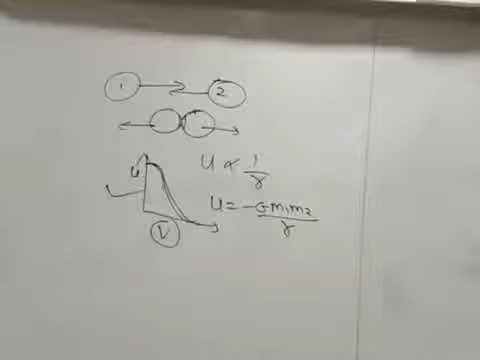 1 2
U ∝ 1/r
U
U = -Gm1m2/r